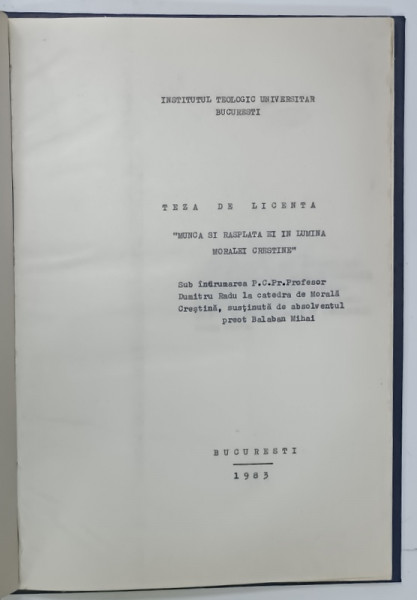 INSTITUTUL TEOLOGIC UNIVERSITAR
BUCURESTI
TEZA DE LICENTA
"MUNCA SI RASPLATA EI IN LUMINA
MORALEI CRESTINE"
Sub îndrumarea P.C.Pr.Profesor
Dumitru Radu la catedra de Morală
Creştină, susţinută de absolventul
preot Balaban Mihai
BUCURESTI
1983